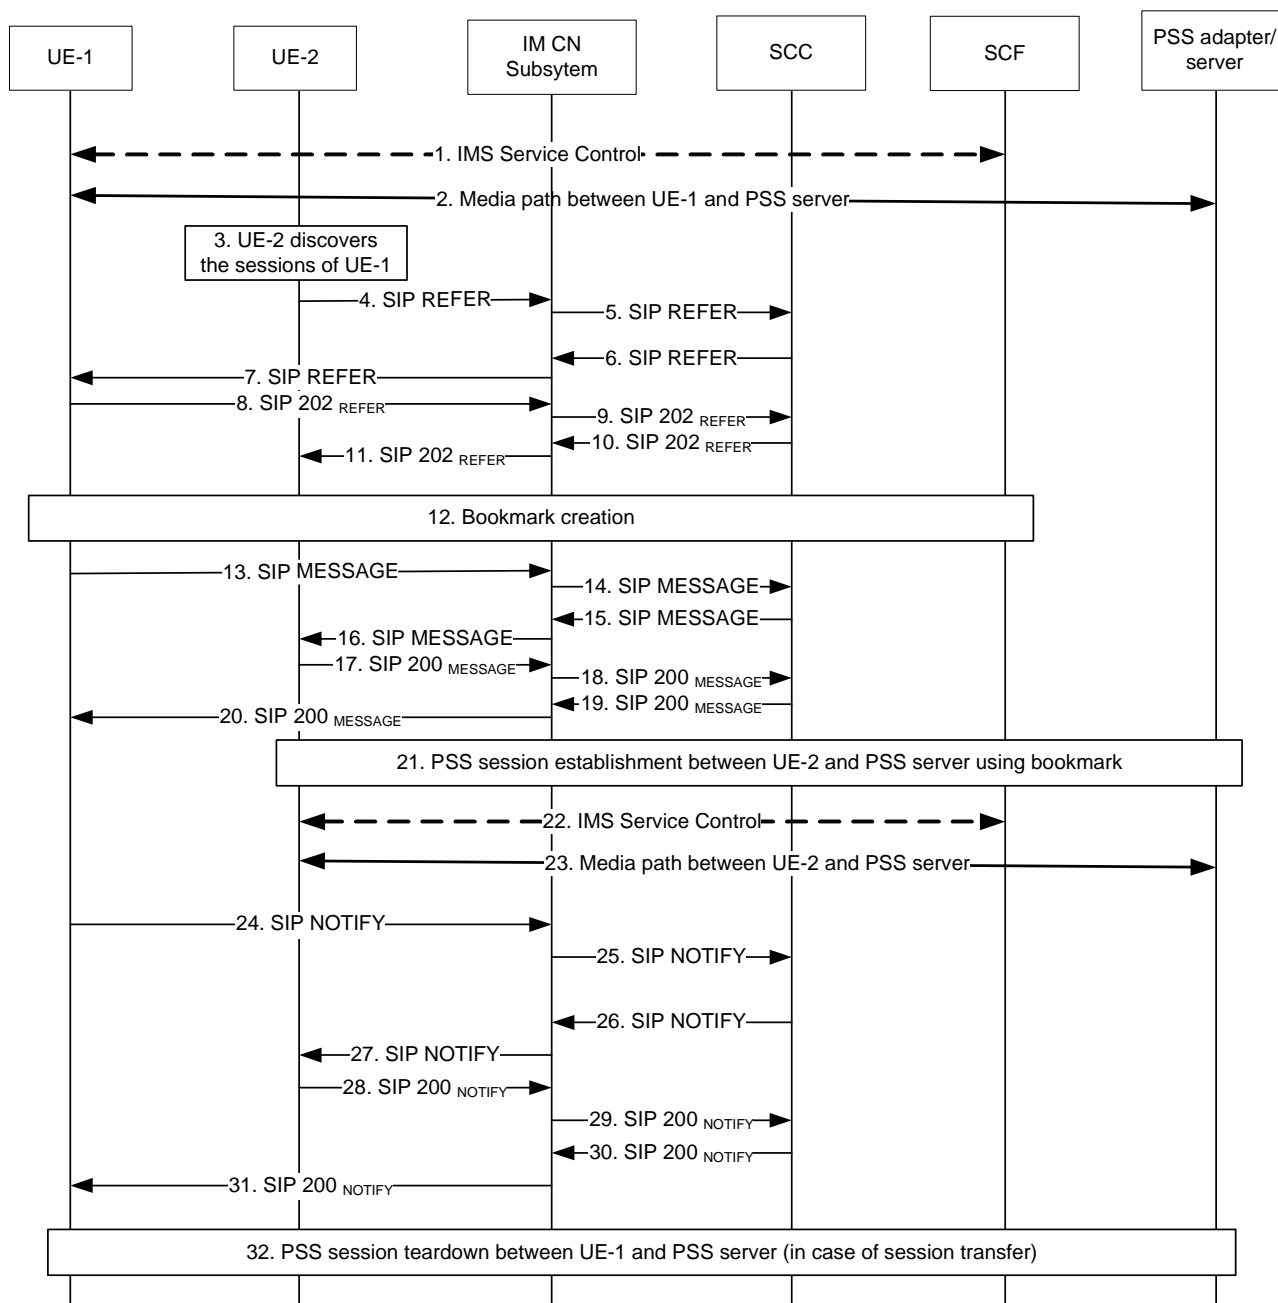 UE-1
UE-2
IM CN
Subsytem
SCC
SCF
PSS adapter/
server
1. IMS Service Control
2. Media path between UE-1 and PSS server
3. UE-2 discovers
the sessions of UE-1
4. SIP REFER
5. SIP REFER
6. SIP REFER
7. SIP REFER
8. SIP 202 REFER
9. SIP 202 REFER
10. SIP 202 REFER
11. SIP 202 REFER
12. Bookmark creation
13. SIP MESSAGE
14. SIP MESSAGE
15. SIP MESSAGE
16. SIP MESSAGE
17. SIP 200 MESSAGE
18. SIP 200 MESSAGE
19. SIP 200 MESSAGE
20. SIP 200 MESSAGE
21. PSS session establishment between UE-2 and PSS server using bookmark
22. IMS Service Control
23. Media path between UE-2 and PSS server
24. SIP NOTIFY
25. SIP NOTIFY
26. SIP NOTIFY
27. SIP NOTIFY
28. SIP 200 NOTIFY
29. SIP 200 NOTIFY
30. SIP 200 NOTIFY
31. SIP 200 NOTIFY
32. PSS session teardown between UE-1 and PSS server (in case of session transfer)